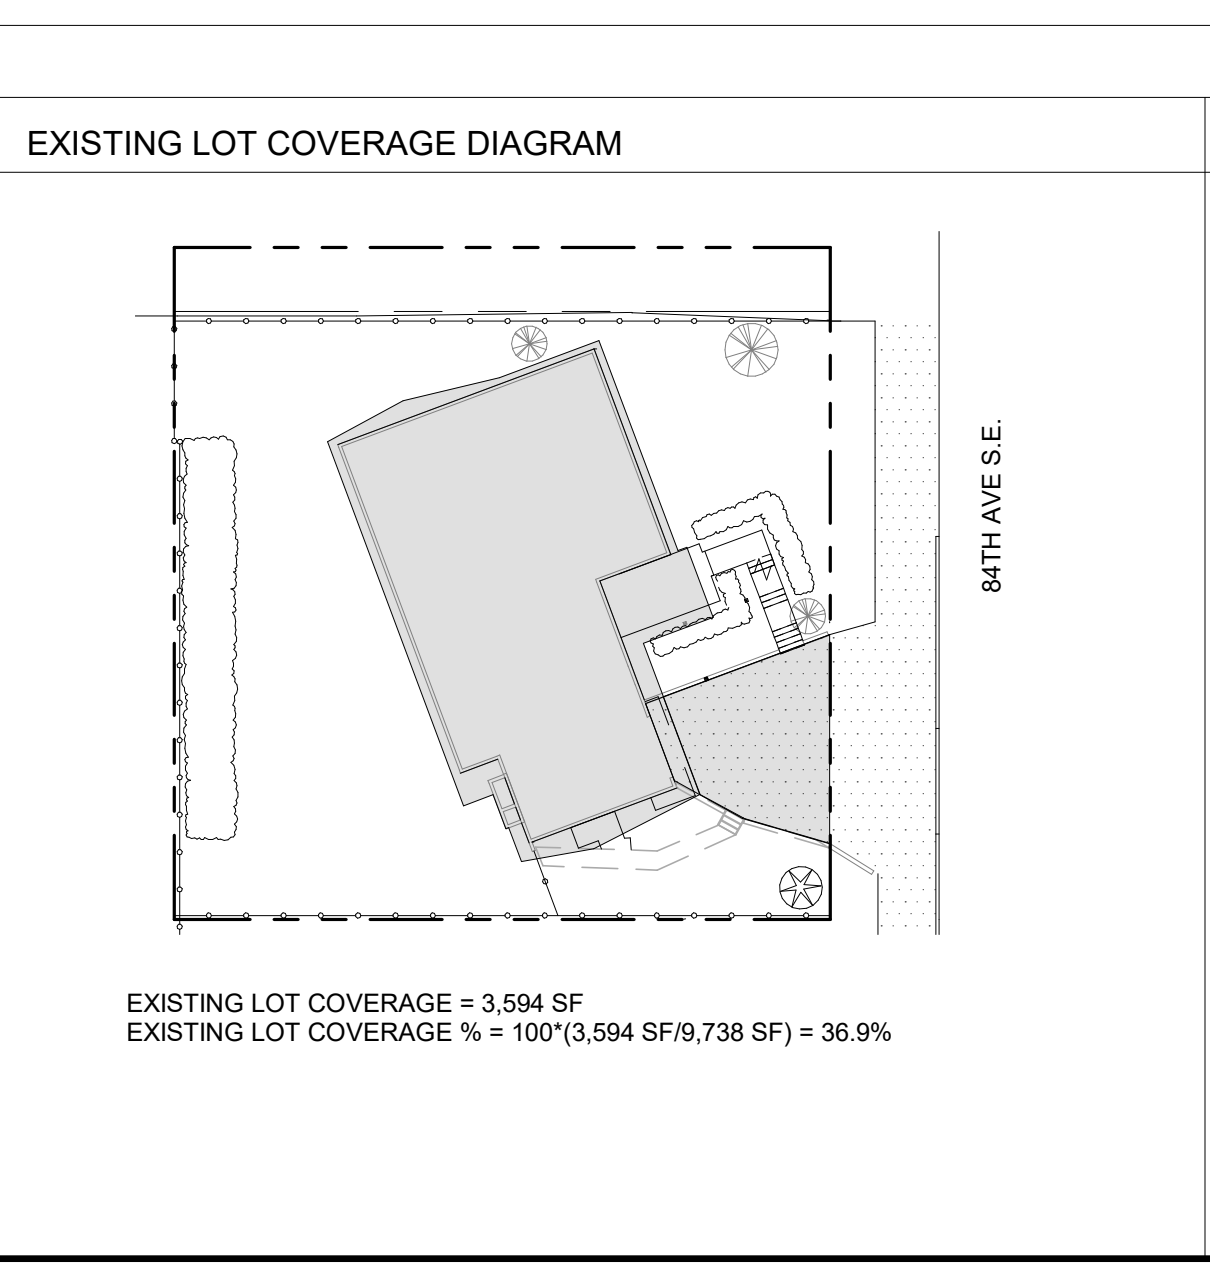 EXISTING LOT COVERAGE DIAGRAM
84TH AVE S.E.
EXISTING LOT COVERAGE = 3,594 SF
EXISTING LOT COVERAGE % = 100*(3,594 SF/9,738 SF) = 36.9%